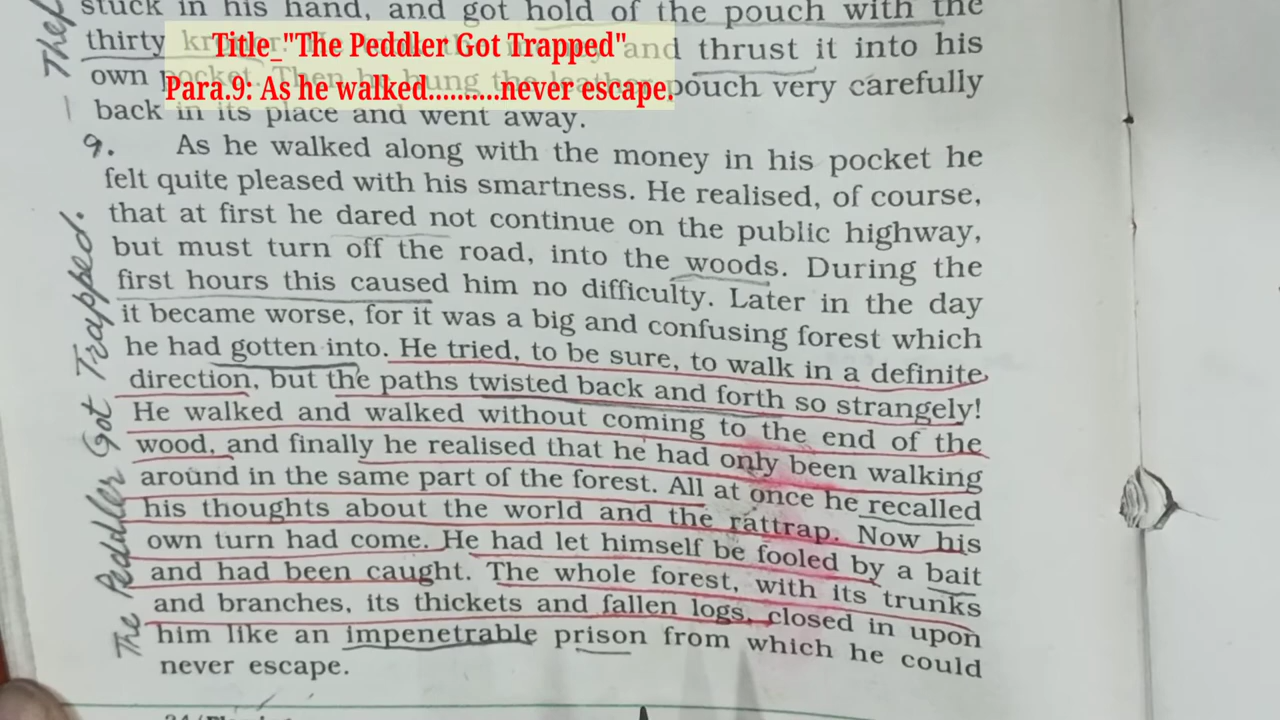 stuck in his hand, and got hold of the pouch with the
thirty
and thrust it into his
Title_"The Peddler Got Trapped"
own
pouch very carefully
Para.9: As he walked..........never escape.
back in its place and went away.
9. As he walked along with the money in his pocket he
felt quite pleased with his smartness. He realised, of course,
that at first he dared not continue on the public highway,
but must turn off the road, into the woods. During the
first hours this caused him no difficulty. Later in the day
it became worse, for it was a big and confusing forest which
he had gotten into. He tried, to be sure, to walk in a definite
direction, but the paths twisted back and forth so strangely!
He walked and walked without coming to the end of the
wood, and finally he realised that he had only been walking
around in the same part of the forest. All at once he recalled
his thoughts about the world and the rattrap. Now his
own turn had come. He had let himself be fooled by a bait
and had been caught. The whole forest, with its trunks
and branches, its thickets and fallen logs, closed in upon
him like an impenetrable prison from which he could
never escape.
The Peddler Got Trapped.